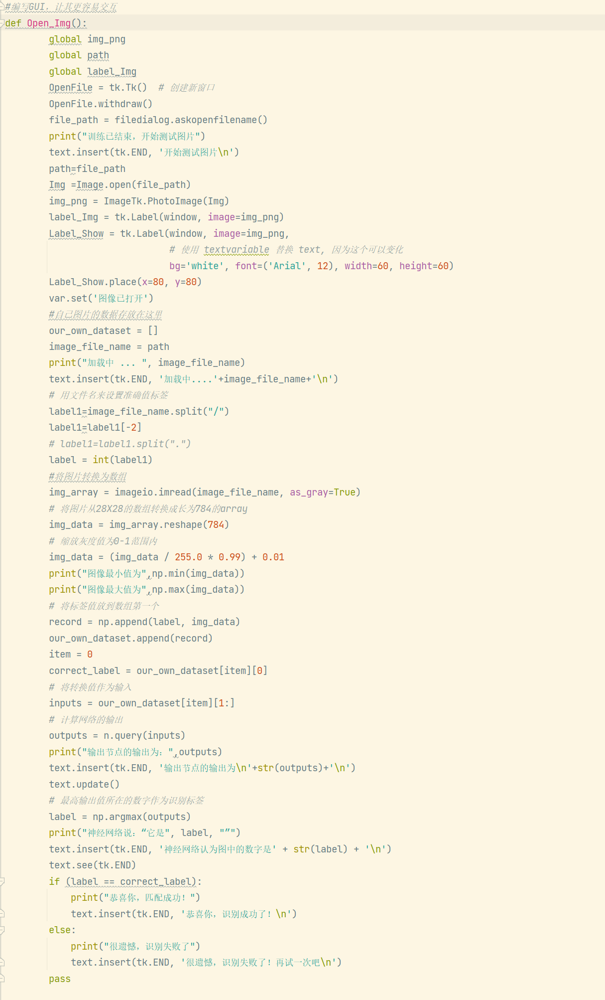 #编写GUI，让其更容易交互
def Open_Img():
        global img_png
        global path
        global label_Img
        OpenFile = tk.Tk()  # 创建新窗口
        OpenFile.withdraw()
        file_path = filedialog.askopenfilename()
        print("训练已结束，开始测试图片")
        text.insert(tk.END, '开始测试图片\n')
        path=file_path
        Img =Image.open(file_path)
        img_png = ImageTk.PhotoImage(Img)
        label_Img = tk.Label(window, image=img_png)
        Label_Show = tk.Label(window, image=img_png,
                              # 使用 textvariable 替换 text, 因为这个可以变化
                              bg='white', font=('Arial', 12), width=60, height=60)
        Label_Show.place(x=80, y=80)
        var.set('图像已打开')
        #自己图片的数据存放在这里
        our_own_dataset = []
        image_file_name = path
        print("加载中 ... ", image_file_name)
        text.insert(tk.END, '加载中....'+image_file_name+'\n')
        # 用文件名来设置准确值标签
        label1=image_file_name.split("/")
        label1=label1[-2]
        # label1=label1.split(".")
        label = int(label1)
        #将图片转换为数组
        img_array = imageio.imread(image_file_name, as_gray=True)
        # 将图片从28X28的数组转换成长为784的array
        img_data = img_array.reshape(784)
        # 缩放灰度值为0-1范围内
        img_data = (img_data / 255.0 * 0.99) + 0.01
        print("图像最小值为",np.min(img_data))
        print("图像最大值为",np.max(img_data))
        # 将标签值放到数组第一个
        record = np.append(label, img_data)
        our_own_dataset.append(record)
        item = 0
        correct_label = our_own_dataset[item][0]
        # 将转换值作为输入
        inputs = our_own_dataset[item][1:]
        # 计算网络的输出
        outputs = n.query(inputs)
        print("输出节点的输出为：",outputs)
        text.insert(tk.END, '输出节点的输出为\n'+str(outputs)+'\n')
        text.update()
        # 最高输出值所在的数字作为识别标签
        label = np.argmax(outputs)
        print("神经网络说：“它是", label, "”")
        text.insert(tk.END, '神经网络认为图中的数字是' + str(label) + '\n')
        text.see(tk.END)
        if (label == correct_label):
            print("恭喜你，匹配成功！")
            text.insert(tk.END, '恭喜你，识别成功了！\n')
        else:
            print("很遗憾，识别失败了")
            text.insert(tk.END, '很遗憾，识别失败了！再试一次吧\n')
        pass